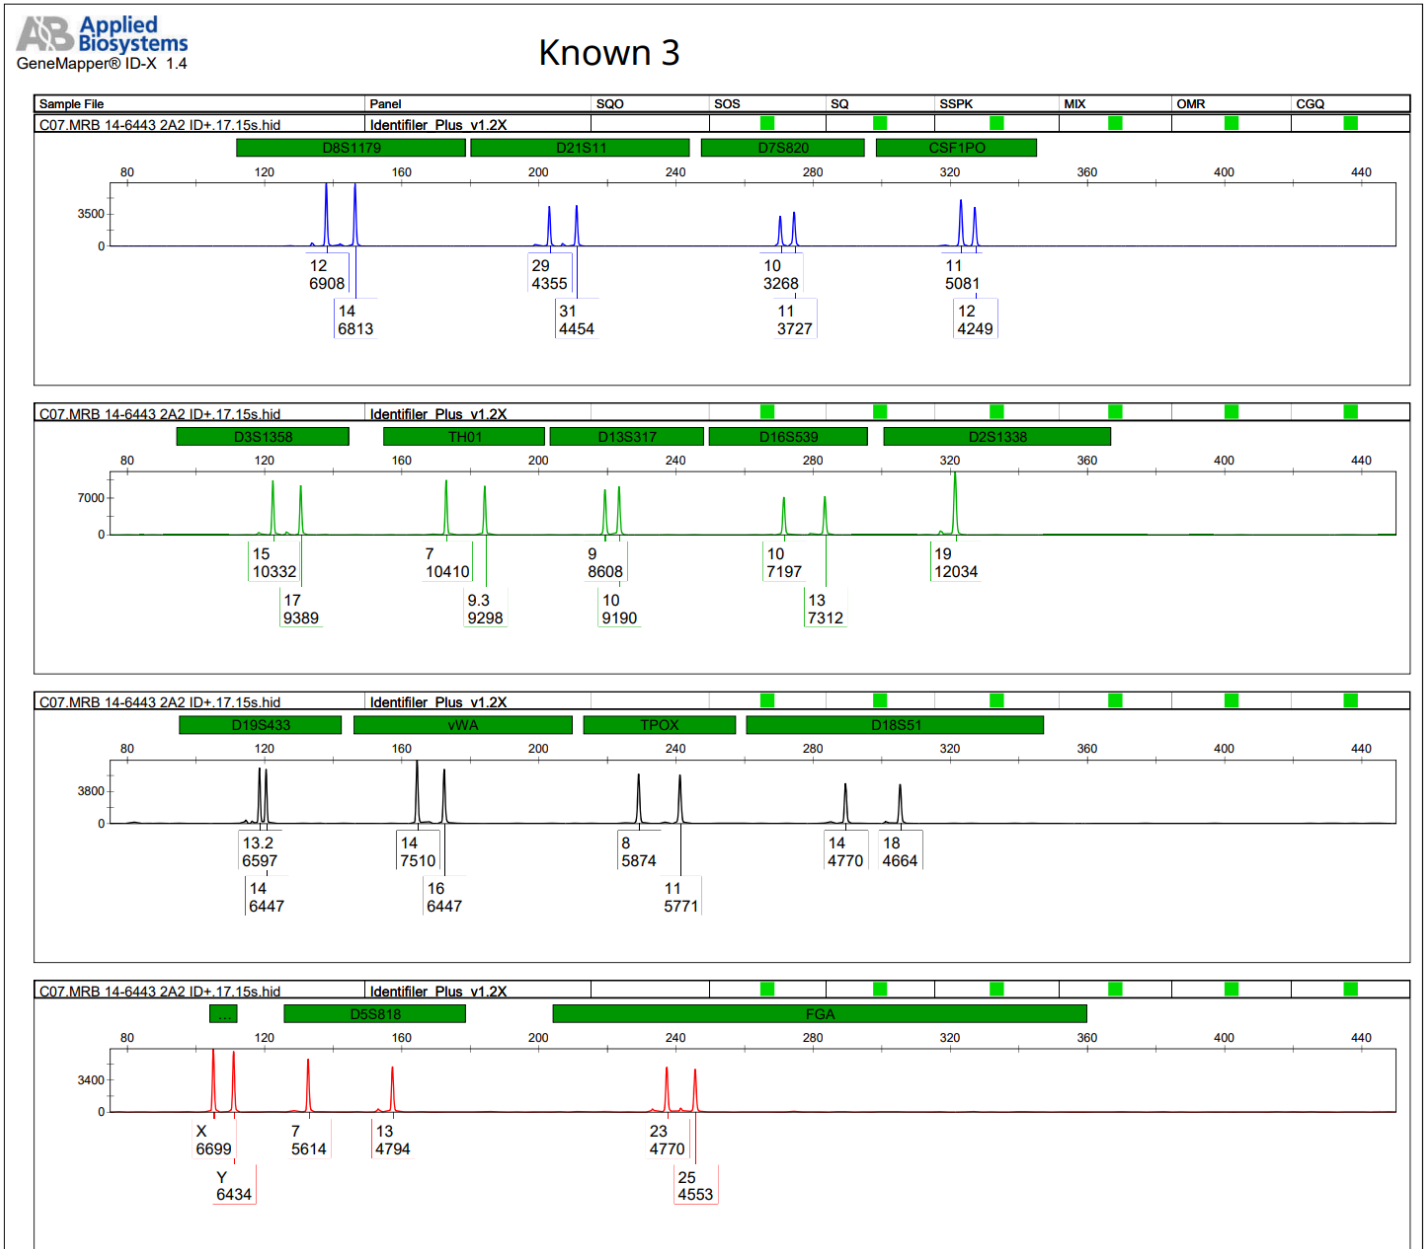 AB Applied
Biosystems
GeneMapper® ID-X 1.4
Known 3
Sample File Panel SQO SOS SQ SSPK MIX OMR CGQ
C07.MRB 14-6443 2A2 ID+.17.15s.hid Identifiler_Plus_v1.2X
D8S1179 D21S11 D7S820 CSF1PO
80 120 160 200 240 280 320 360 400 440
3500
0
12 29 10 11
6908 4355 3268 5081
14 31 11 12
6813 4454 3727 4249
C07.MRB 14-6443 2A2 ID+.17.15s.hid Identifiler_Plus_v1.2X
D3S1358 TH01 D13S317 D16S539 D2S1338
80 120 160 200 240 280 320 360 400 440
7000
0
15 7 9 10 19
10332 10410 8608 7197 12034
17 9.3 10 13
9389 9298 9190 7312
C07.MRB 14-6443 2A2 ID+.17.15s.hid Identifiler_Plus_v1.2X
D19S433 vWA TPOX D18S51
80 120 160 200 240 280 320 360 400 440
3800
0
13.2 14 8 14 18
6597 7510 5874 4770 4664
14 16 11
6447 6447 5771
C07.MRB 14-6443 2A2 ID+.17.15s.hid Identifiler_Plus_v1.2X
... D5S818 FGA
80 120 160 200 240 280 320 360 400 440
3400
0
X 7 13 23
6699 5614 4794 4770
Y 25
6434 4553